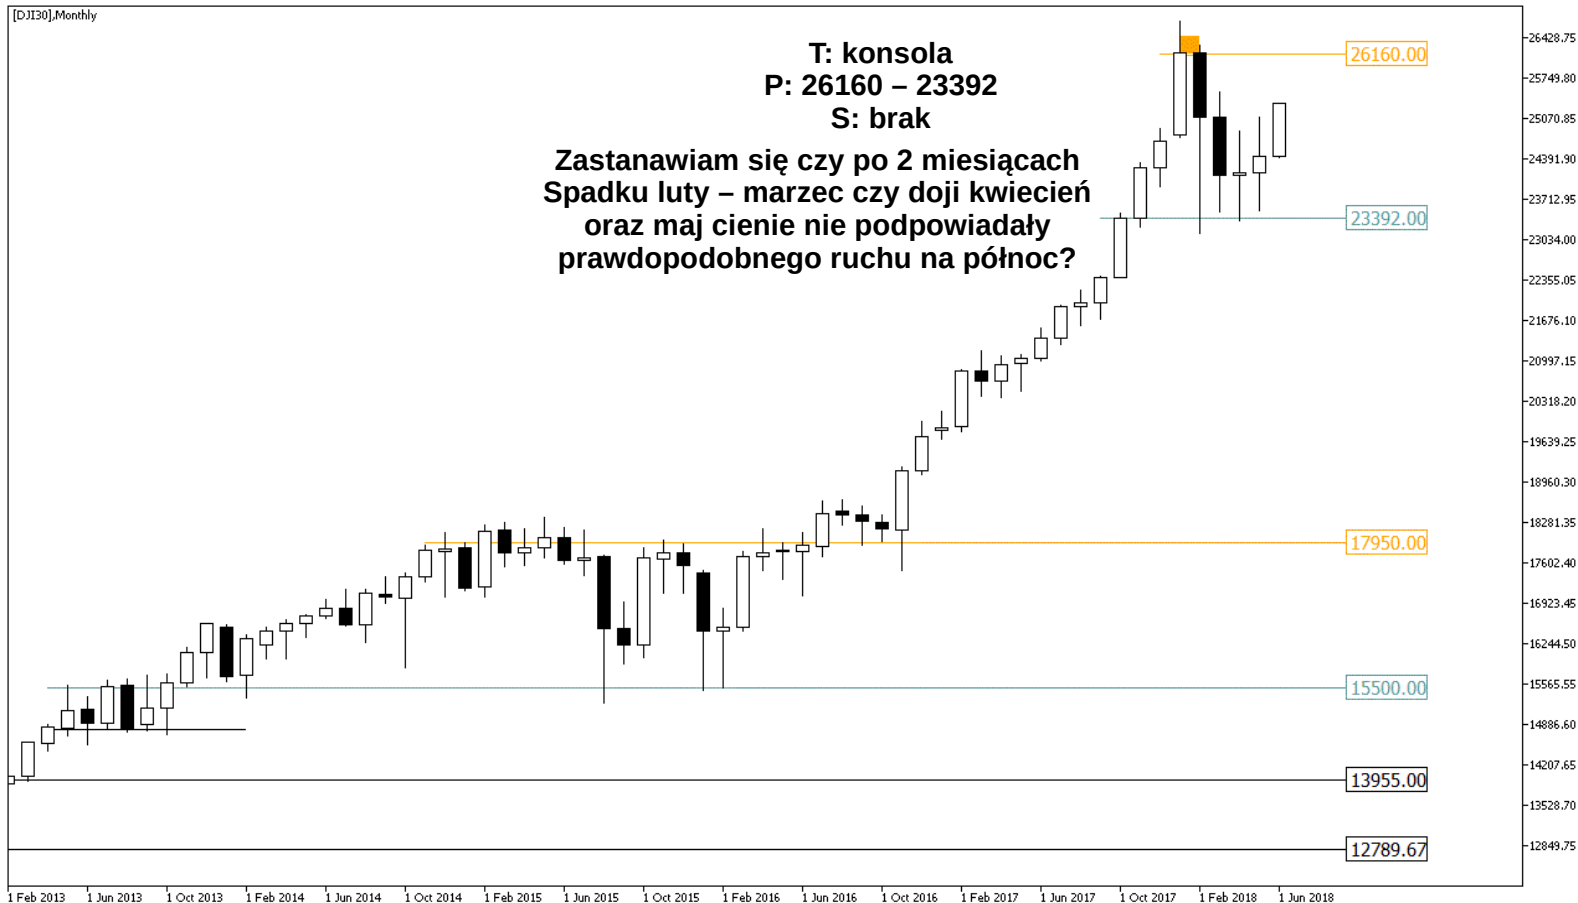 [DJI30],Monthly
T: konsola
P: 26160 – 23392
S: brak
Zastanawiam się czy po 2 miesiącach
Spadku luty – marzec czy doji kwiecień
oraz maj cienie nie podpowiadały
prawdopodobnego ruchu na północ?
26160.00
23392.00
17950.00
15500.00
13955.00
12789.67
26428.75
25749.80
25070.85
24391.90
23712.95
23034.00
22355.05
21676.10
20997.15
20318.20
19639.25
18960.30
18281.35
17602.40
16923.45
16244.50
15565.55
14886.60
14207.65
13528.70
12849.75
1 Feb 2013
1 Jun 2013
1 Oct 2013
1 Feb 2014
1 Jun 2014
1 Oct 2014
1 Feb 2015
1 Jun 2015
1 Oct 2015
1 Feb 2016
1 Jun 2016
1 Oct 2016
1 Feb 2017
1 Jun 2017
1 Oct 2017
1 Feb 2018
1 Jun 2018